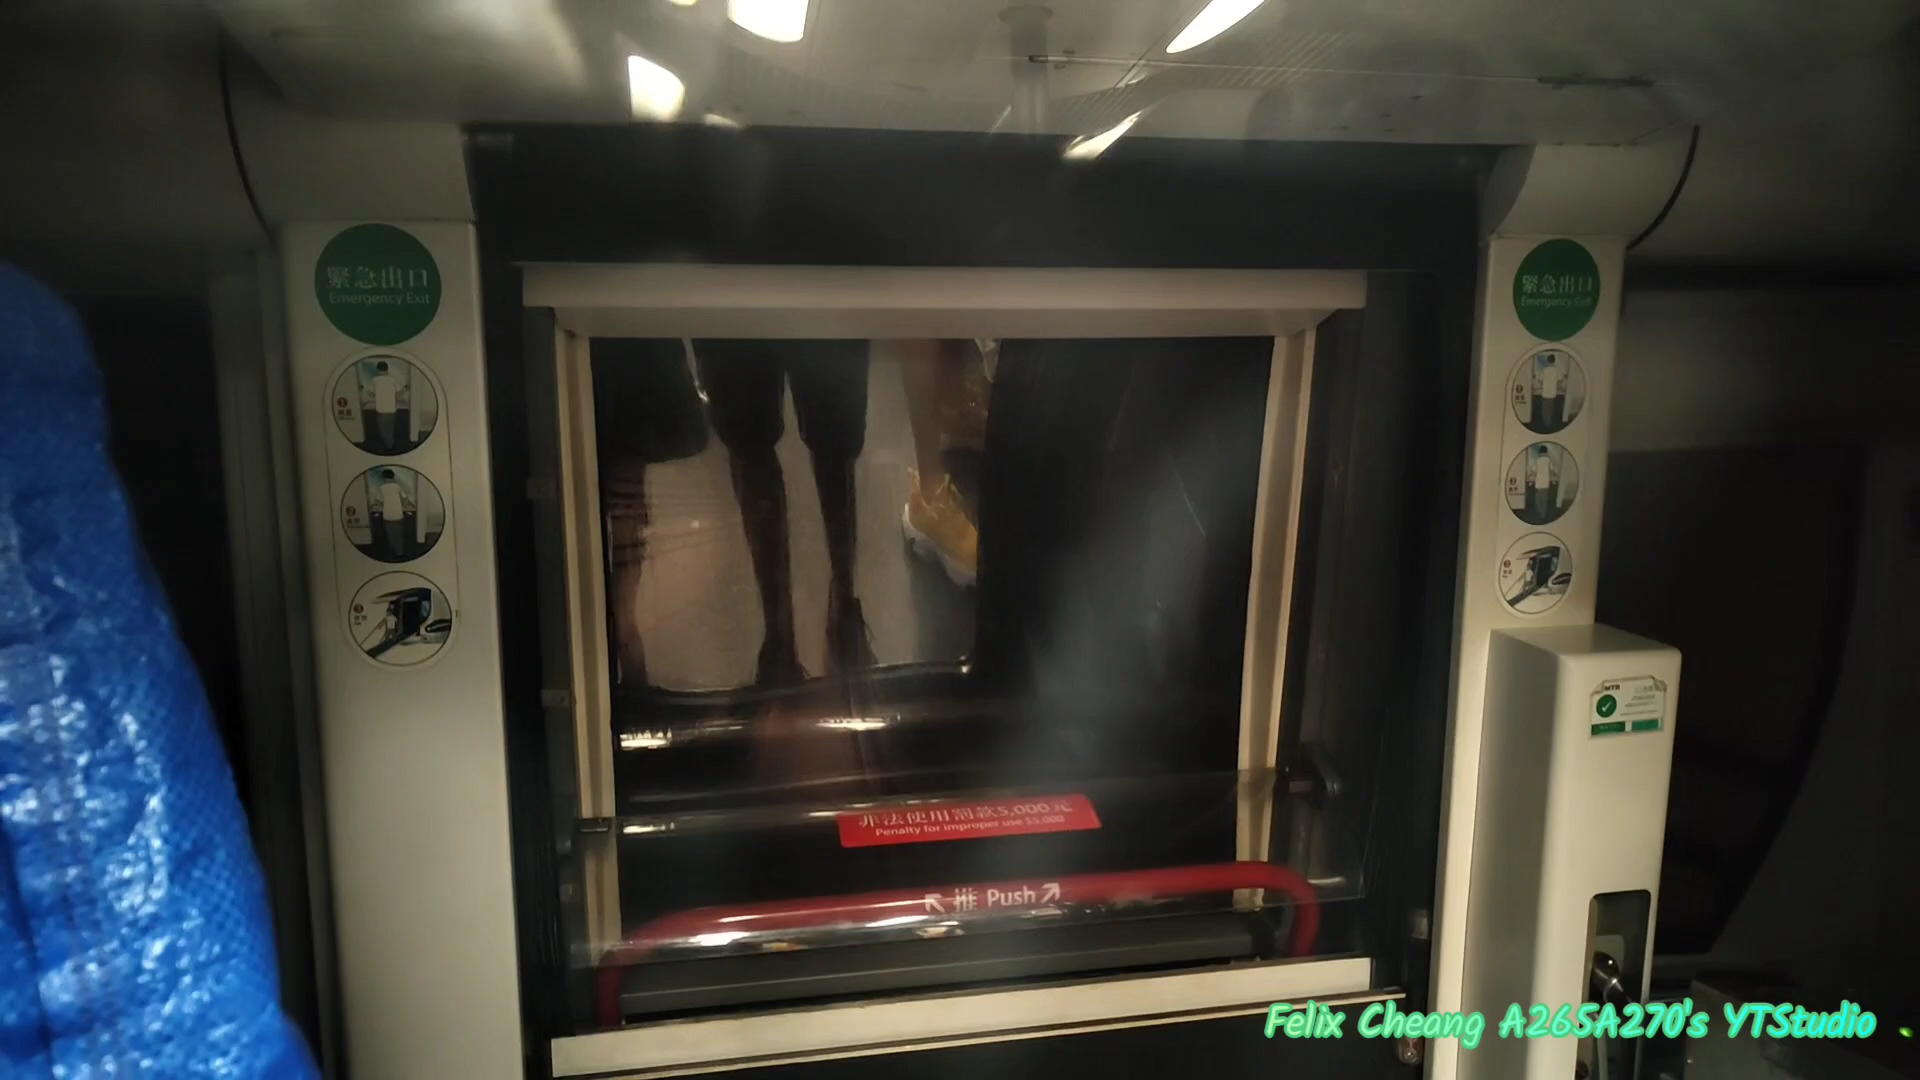 緊急出口
Emergency Exit
緊急出口
Emergency Exit
MTR
非法使用罰款5,000元
Penalty for improper use $5,000
推 Push
Felix Cheang A265A270's YTStudio